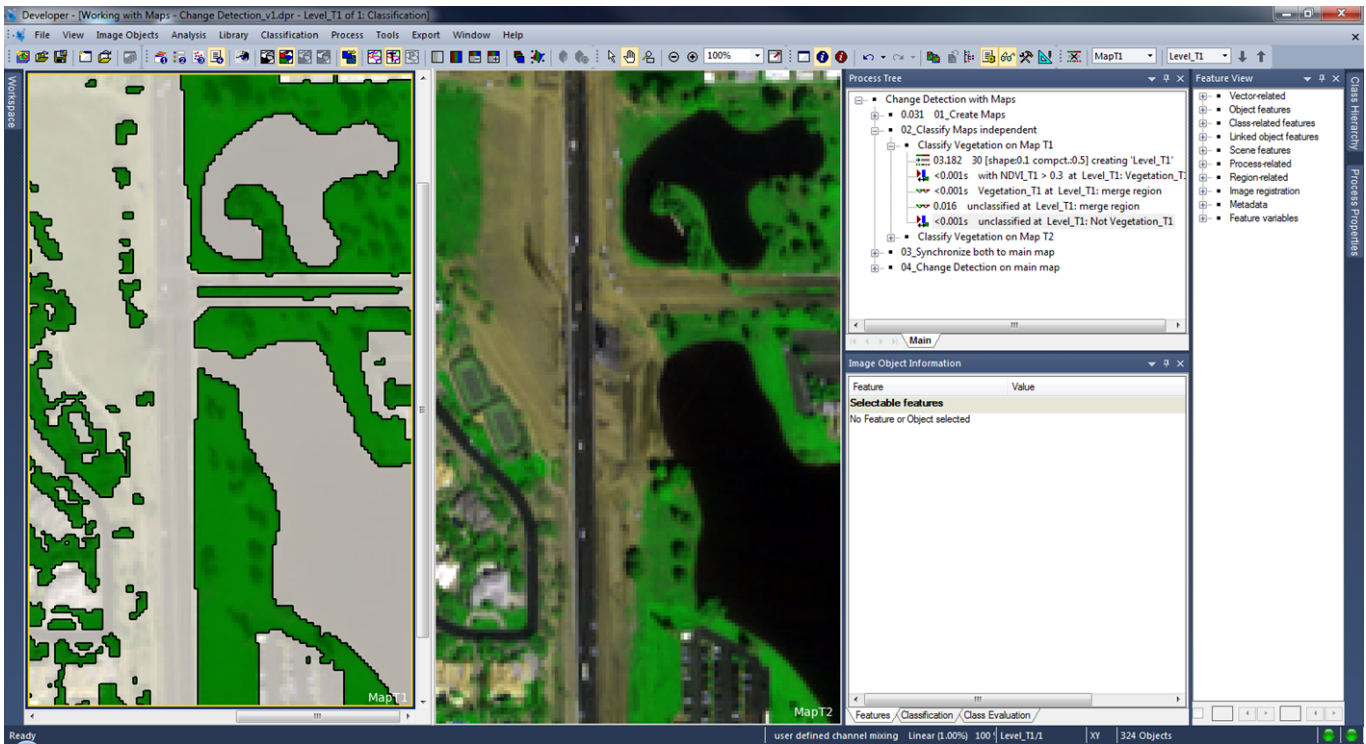 Developer - [Working with Maps - Change Detection_v1.dpr - Level_T1 of 1: Classification]
File View Image Objects Analysis Library Classification Process Tools Export Window Help
100% MapT1 Level_T1
Workspace
MapT1
MapT2
Process Tree
Change Detection with Maps
0.031 01_Create Maps
02_Classify Maps independent
Classify Vegetation on Map T1
03.182 30 [shape:0.1 compct.:0.5] creating 'Level_T1'
<0.001s with NDVI_T1 > 0.3 at Level_T1: Vegetation_T
<0.001s Vegetation_T1 at Level_T1: merge region
0.016 unclassified at Level_T1: merge region
<0.001s unclassified at Level_T1: Not Vegetation_T1
Classify Vegetation on Map T2
03_Synchronize both to main map
04_Change Detection on main map
Main
Image Object Information
Feature Value
Selectable features
No Feature or Object selected
Features Classification Class Evaluation
Feature View
Vector-related
Object features
Class-related features
Linked object features
Scene features
Process-related
Region-related
Image registration
Metadata
Feature variables
Class Hierarchy
Process Properties
Ready user defined channel mixing Linear (1.00%) 100 Level_T1/1 XY 324 Objects